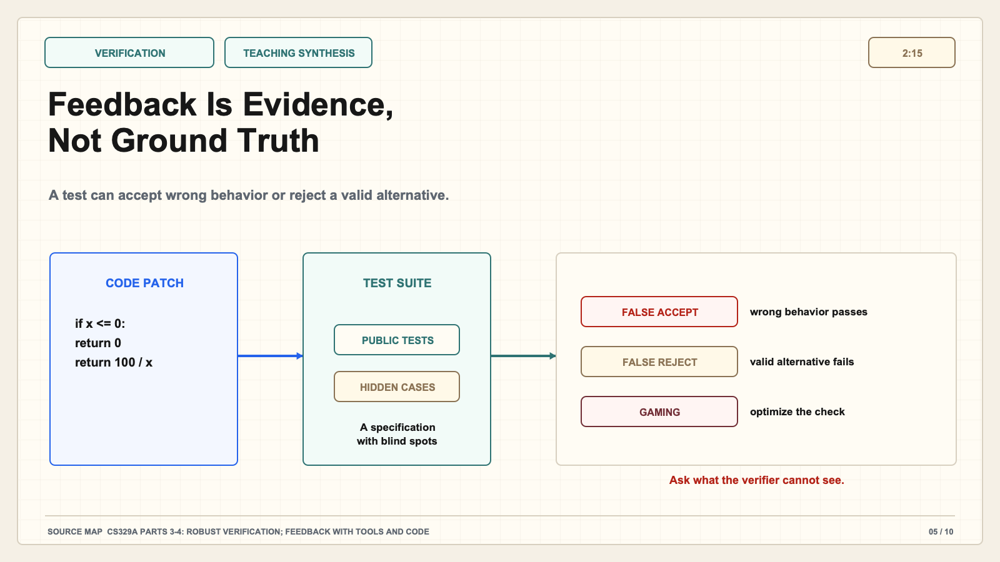 VERIFICATION
TEACHING SYNTHESIS
2:15
Feedback Is Evidence,
Not Ground Truth
A test can accept wrong behavior or reject a valid alternative.
CODE PATCH
if x <= 0:
return 0
return 100 / x
TEST SUITE
PUBLIC TESTS
HIDDEN CASES
A specification
with blind spots
FALSE ACCEPT
wrong behavior passes
FALSE REJECT
valid alternative fails
GAMING
optimize the check
Ask what the verifier cannot see.
SOURCE MAP  CS329A PARTS 3-4: ROBUST VERIFICATION; FEEDBACK WITH TOOLS AND CODE
05 / 10